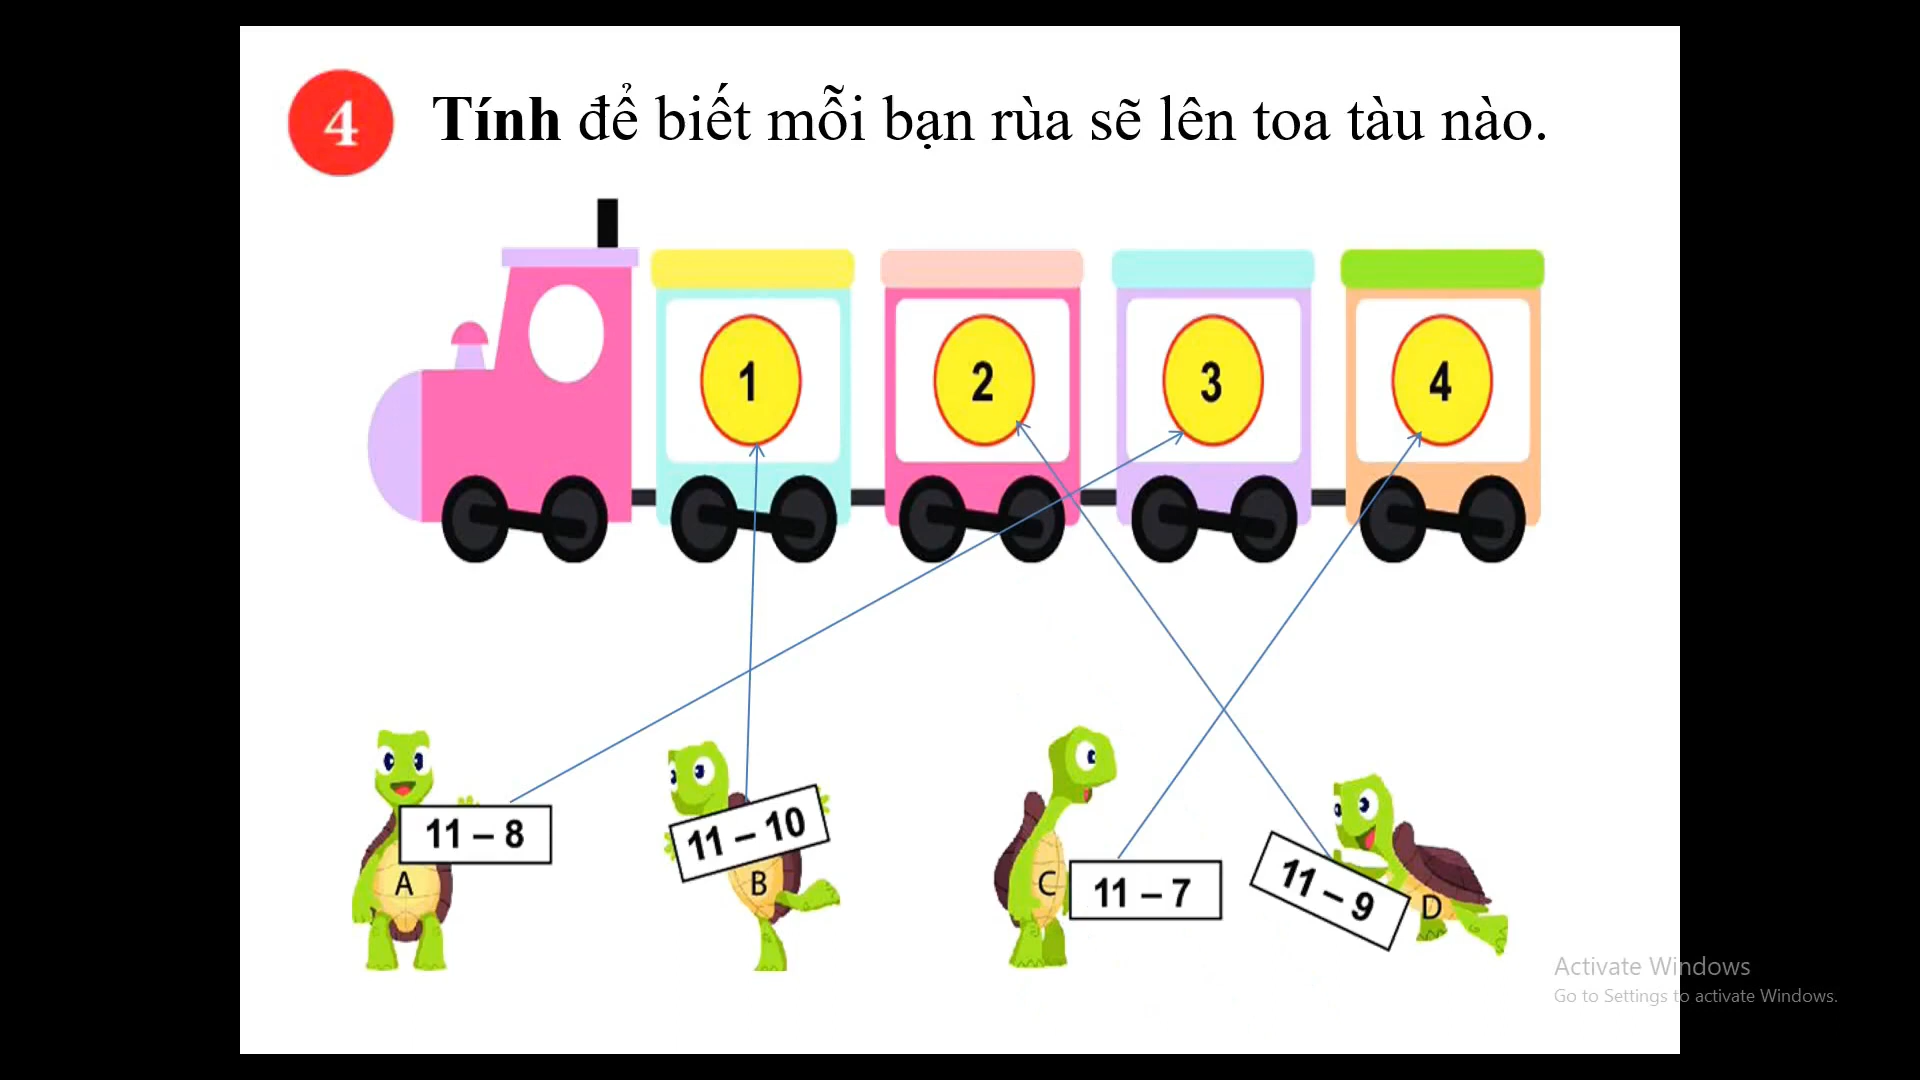 4 Tính để biết mỗi bạn rùa sẽ lên toa tàu nào.
1 2 3 4
11 – 8
11 – 10
11 – 7
11 – 9
A B C D
Activate Windows
Go to Settings to activate Windows.